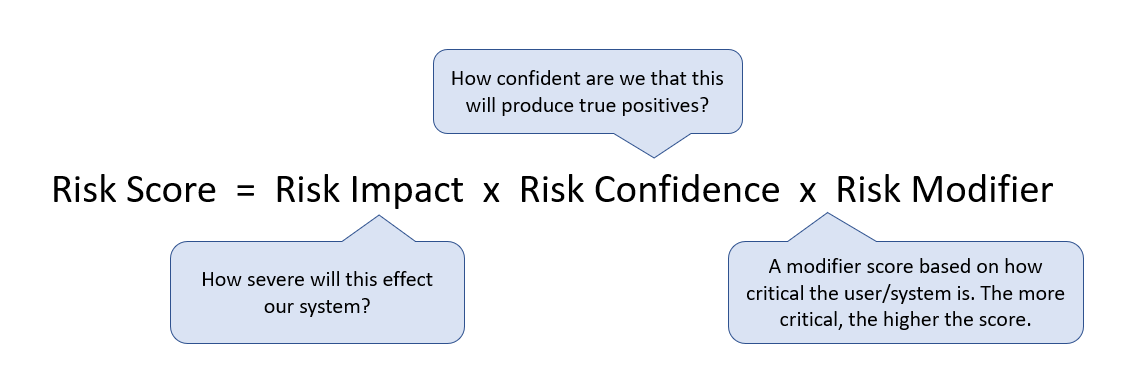 How confident are we that this
will produce true positives?
Risk Score = Risk Impact x Risk Confidence x Risk Modifier
How severe will this effect
our system?
A modifier score based on how
critical the user/system is. The more
critical, the higher the score.